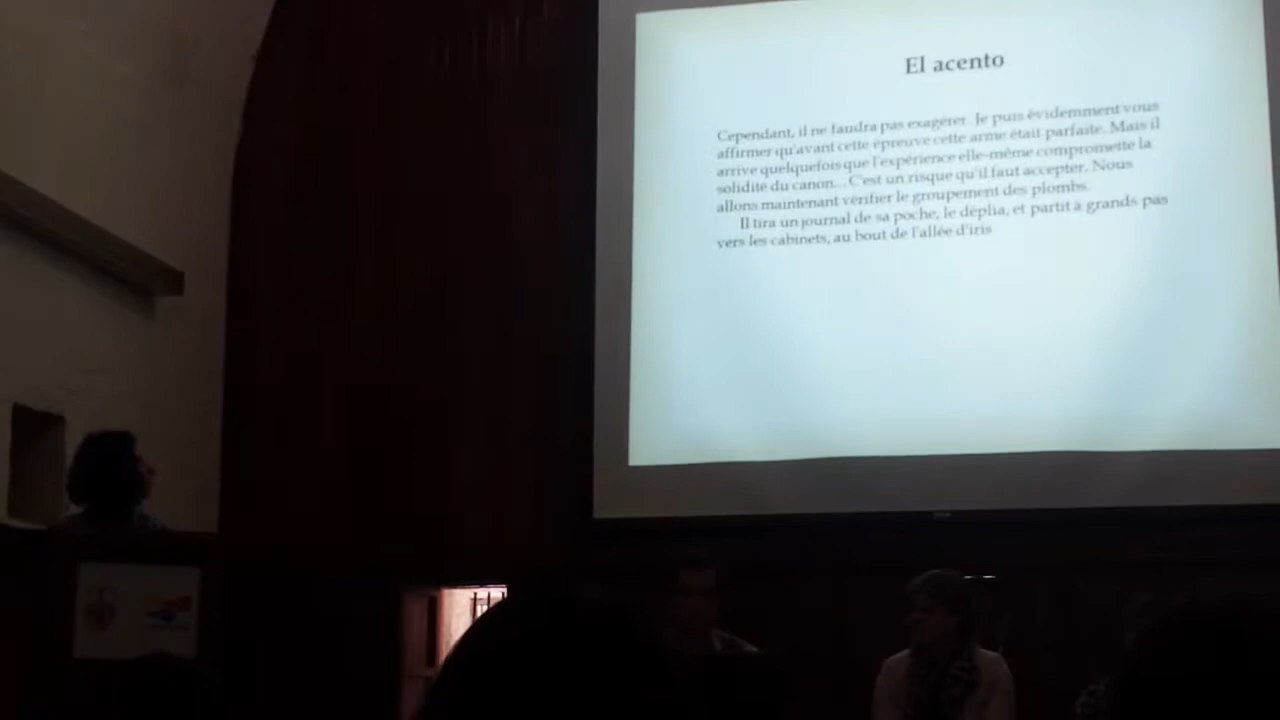 El acento
Cependant, il ne faudra pas exagérer. Je puis évidemment vous
affirmer qu'avant cette épreuve cette arme était parfaite. Mais il
arrive quelquefois que l'expérience elle-même compromette la
solidité du canon... C'est un risque qu'il faut accepter. Nous
allons maintenant vérifier le groupement des plombs.
Il tira un journal de sa poche, le déplia, et partit à grands pas
vers les cabinets, au bout de l'allée d'iris